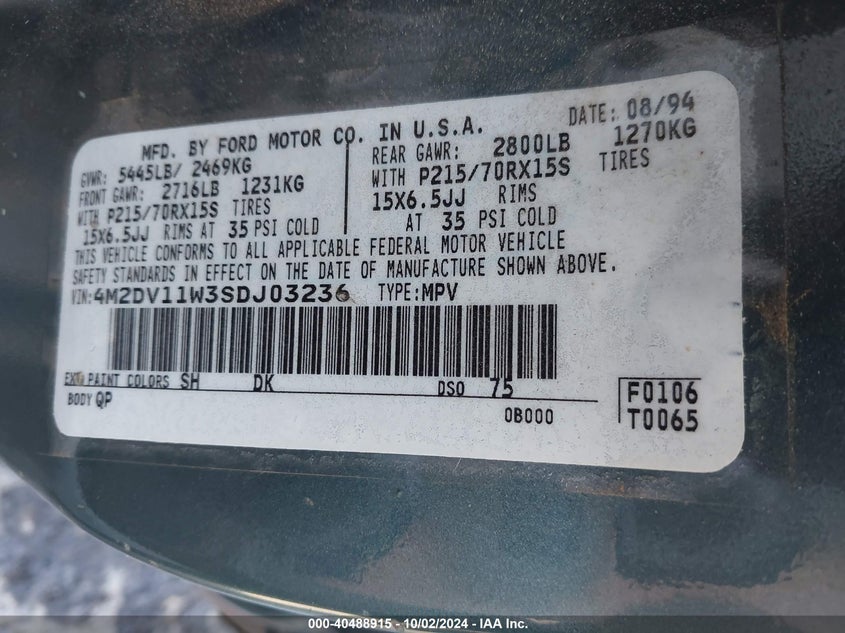 MFD. BY FORD MOTOR CO. IN U.S.A.
DATE: 08/94
GVWR: 5445LB/ 2469KG
FRONT GAWR: 2716LB 1231KG
WITH P215/70RX15S TIRES
15X6.5JJ RIMS AT 35 PSI COLD
REAR GAWR: 2800LB 1270KG
WITH P215/70RX15S TIRES
15X6.5JJ RIMS
AT 35 PSI COLD
THIS VEHICLE CONFORMS TO ALL APPLICABLE FEDERAL MOTOR VEHICLE
SAFETY STANDARDS IN EFFECT ON THE DATE OF MANUFACTURE SHOWN ABOVE.
VIN: 4M2DV11W3SDJ03236 TYPE: MPV
EXT PAINT COLORS SH DK DSO 75
BODY QP
0B000
F0106
T0065
000-40488915 - 10/02/2024 - IAA Inc.